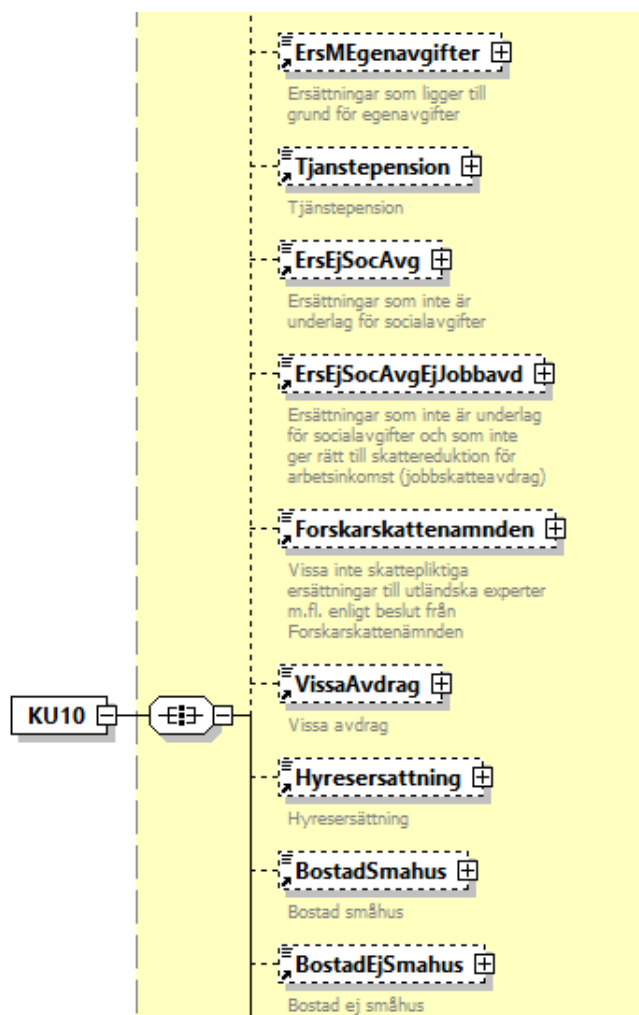 ErsMEgenavgifter
Ersättningar som ligger till
grund för egenavgifter
Tjanstepension
Tjänstepension
ErsEjSocAvg
Ersättningar som inte är
underlag för socialavgifter
ErsEjSocAvgEjJobbavd
Ersättningar som inte är underlag
för socialavgifter och som inte
ger rätt till skattereduktion för
arbetsinkomst (jobbskatteavdrag)
Forskarskattenamnden
Vissa inte skattepliktiga
ersättningar till utländska experter
m.fl. enligt beslut från
Forskarskattenämnden
VissaAvdrag
Vissa avdrag
KU10
Hyresersattning
Hyresersättning
BostadSmahus
Bostad småhus
BostadEjSmahus
Bostad ej småhus